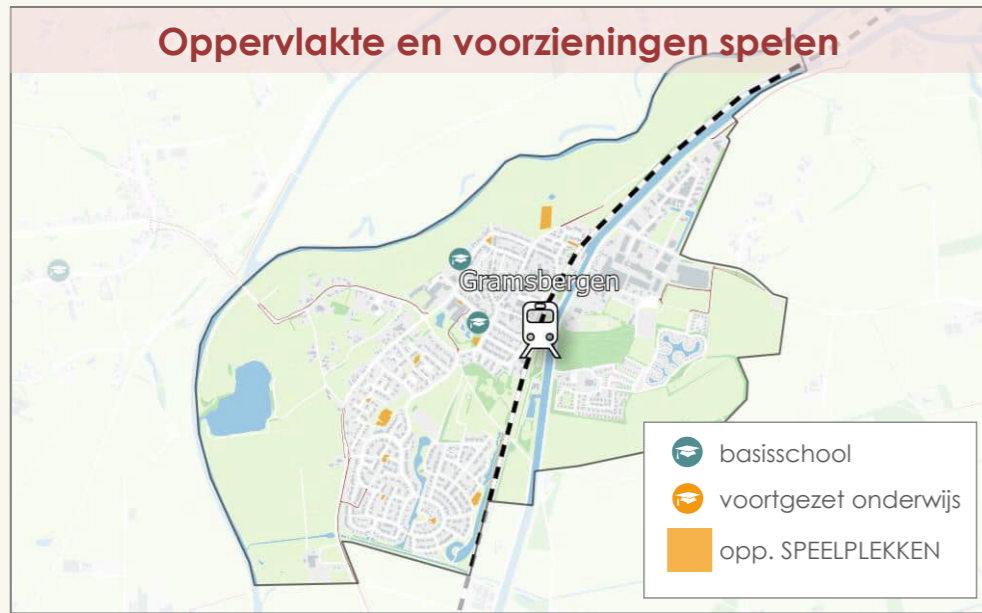 Oppervlakte en voorzieningen spelen
Gramsbergen
basisschool
voortgezet onderwijs
opp. SPEELPLEKKEN